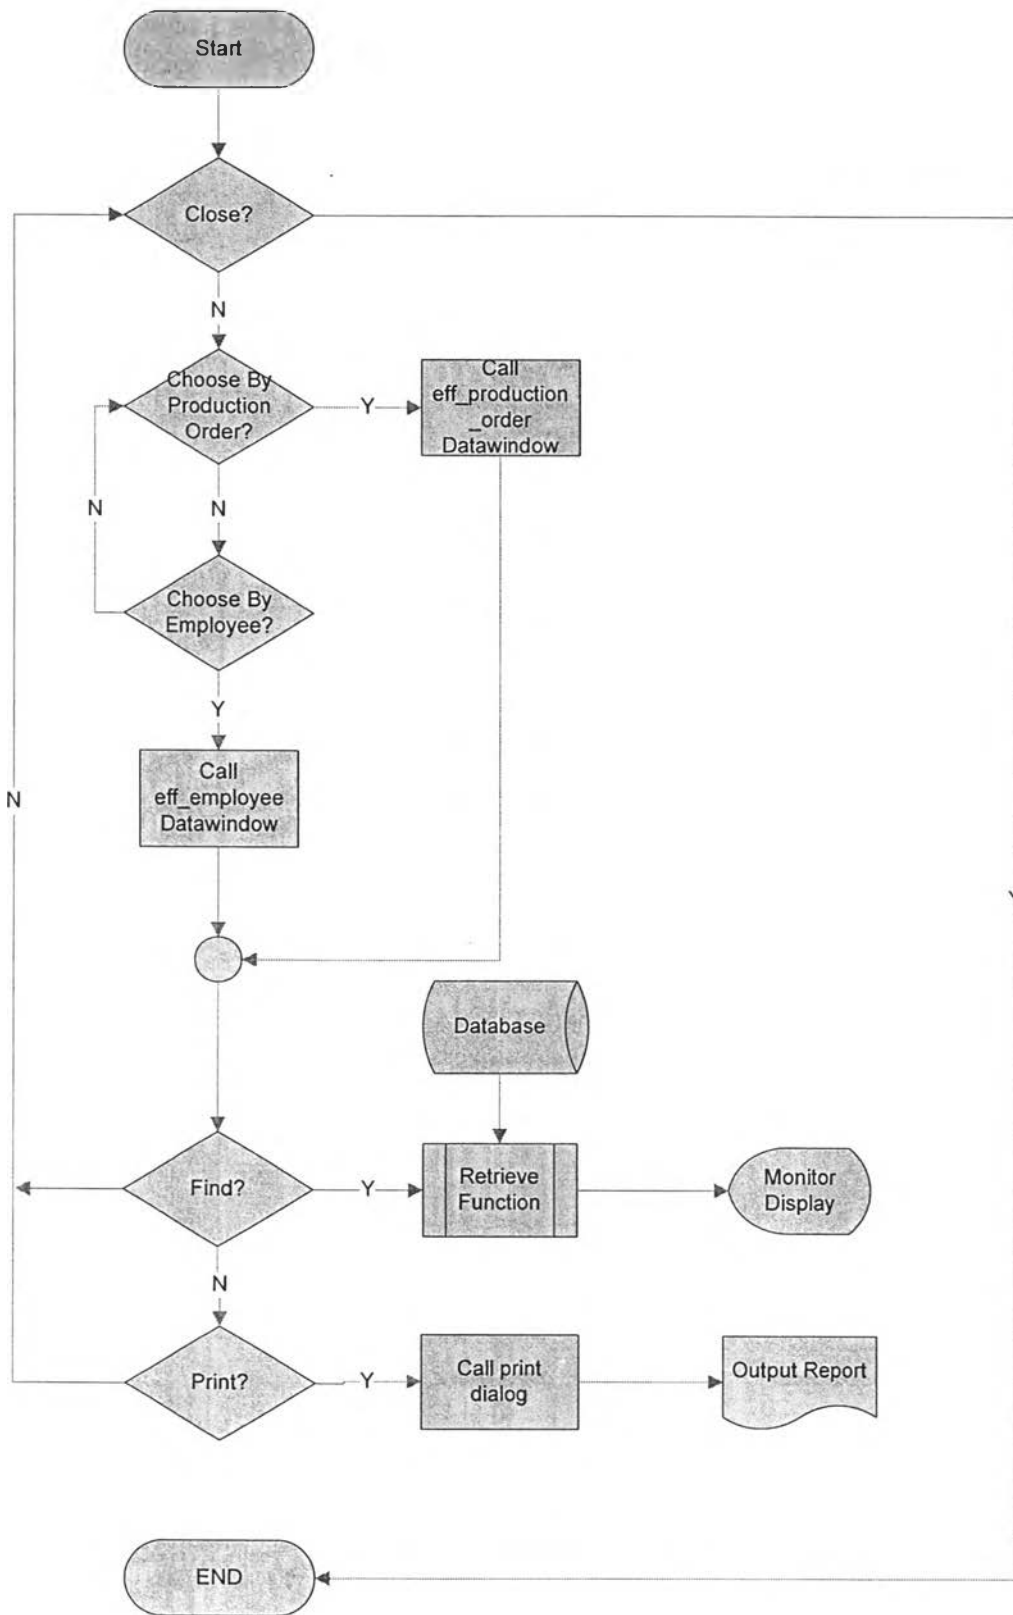 Start
Close?
N
Choose By
Production
Order?
Y
Call
eff_production
_order
Datawindow
N
N
Choose By
Employee?
Y
Call
eff_employee
Datawindow
N
Y
Database
Find?
Y
Retrieve
Function
Monitor
Display
N
Print?
Y
Call print
dialog
Output Report
END